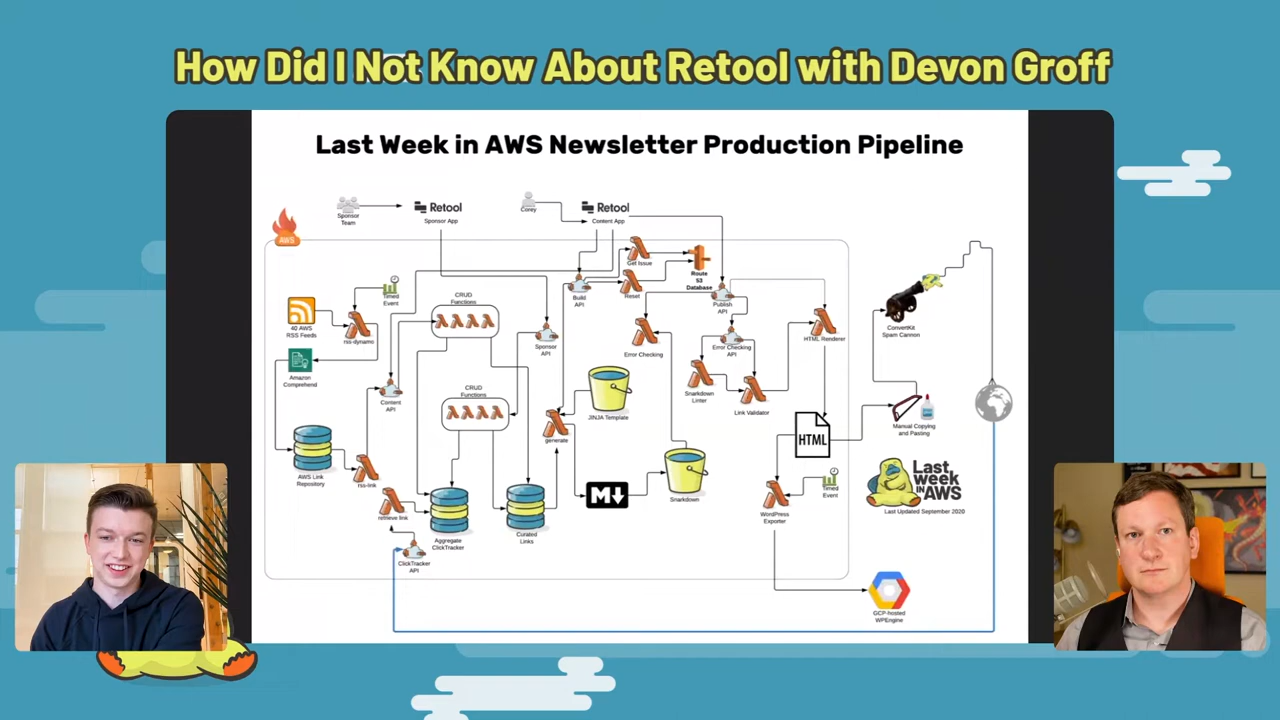 How Did I Not Know About Retool with Devon Groff
Last Week in AWS Newsletter Production Pipeline
Sponsor
Team
Retool
Sponsor App
Corey
Retool
Content App
AWS
Get Issue
Route
53
Database
Build
API
Reset
Publish
API
Timed
Event
CRUD
Functions
40 AWS
RSS Feeds
rss-dynamo
Sponsor
API
Error Checking
Error Checking
API
HTML Renderer
ConvertKit
Spam Cannon
Amazon
Comprehend
Content
API
CRUD
Functions
JINJA Template
Snarkdown
Linter
Link Validator
generate
HTML
Manual Copying
and Pasting
AWS Link
Repository
rss-link
retrieve link
Aggregate
ClickTracker
Curated
Links
M
Snarkdown
Timed
Event
WordPress
Exporter
Last
week
IN AWS
Last Updated September 2020
ClickTracker
API
GCP-hosted
WPEngine